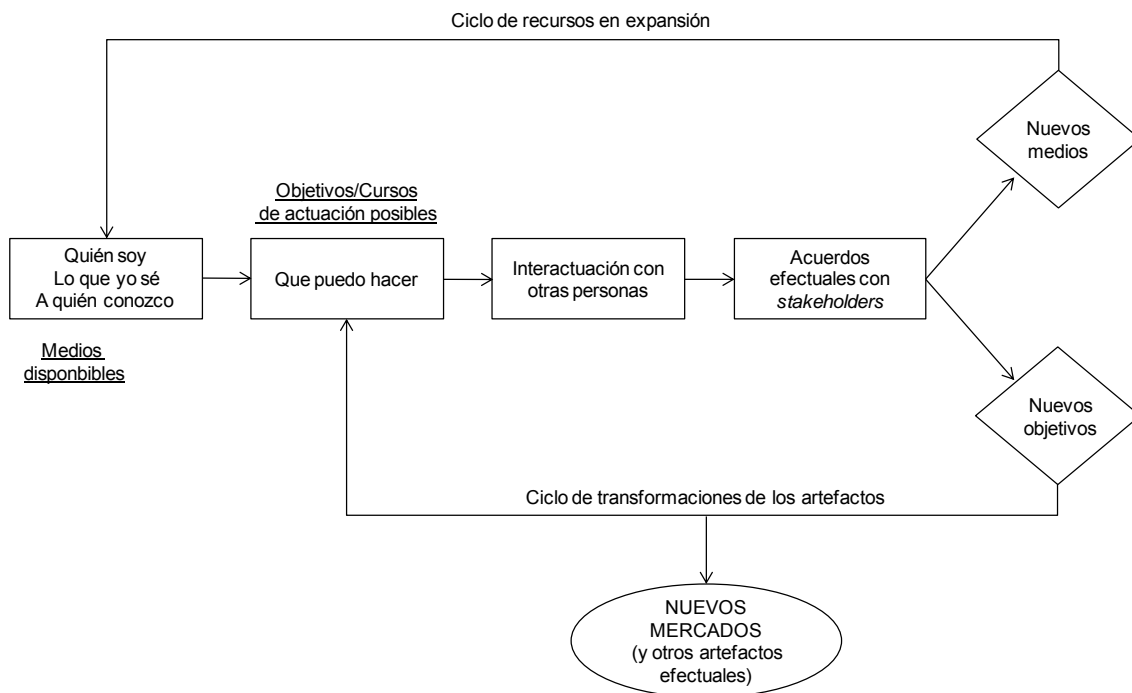 Ciclo de recursos en expansión
Nuevos
medios
Objetivos/Cursos
de actuación posibles
Quién soy
Lo que yo sé
A quién conozco
Que puedo hacer
Interactuación con
otras personas
Acuerdos
efectuales con
stakeholders
Medios
disponbibles
Nuevos
objetivos
Ciclo de transformaciones de los artefactos
NUEVOS
MERCADOS
(y otros artefactos
efectuales)